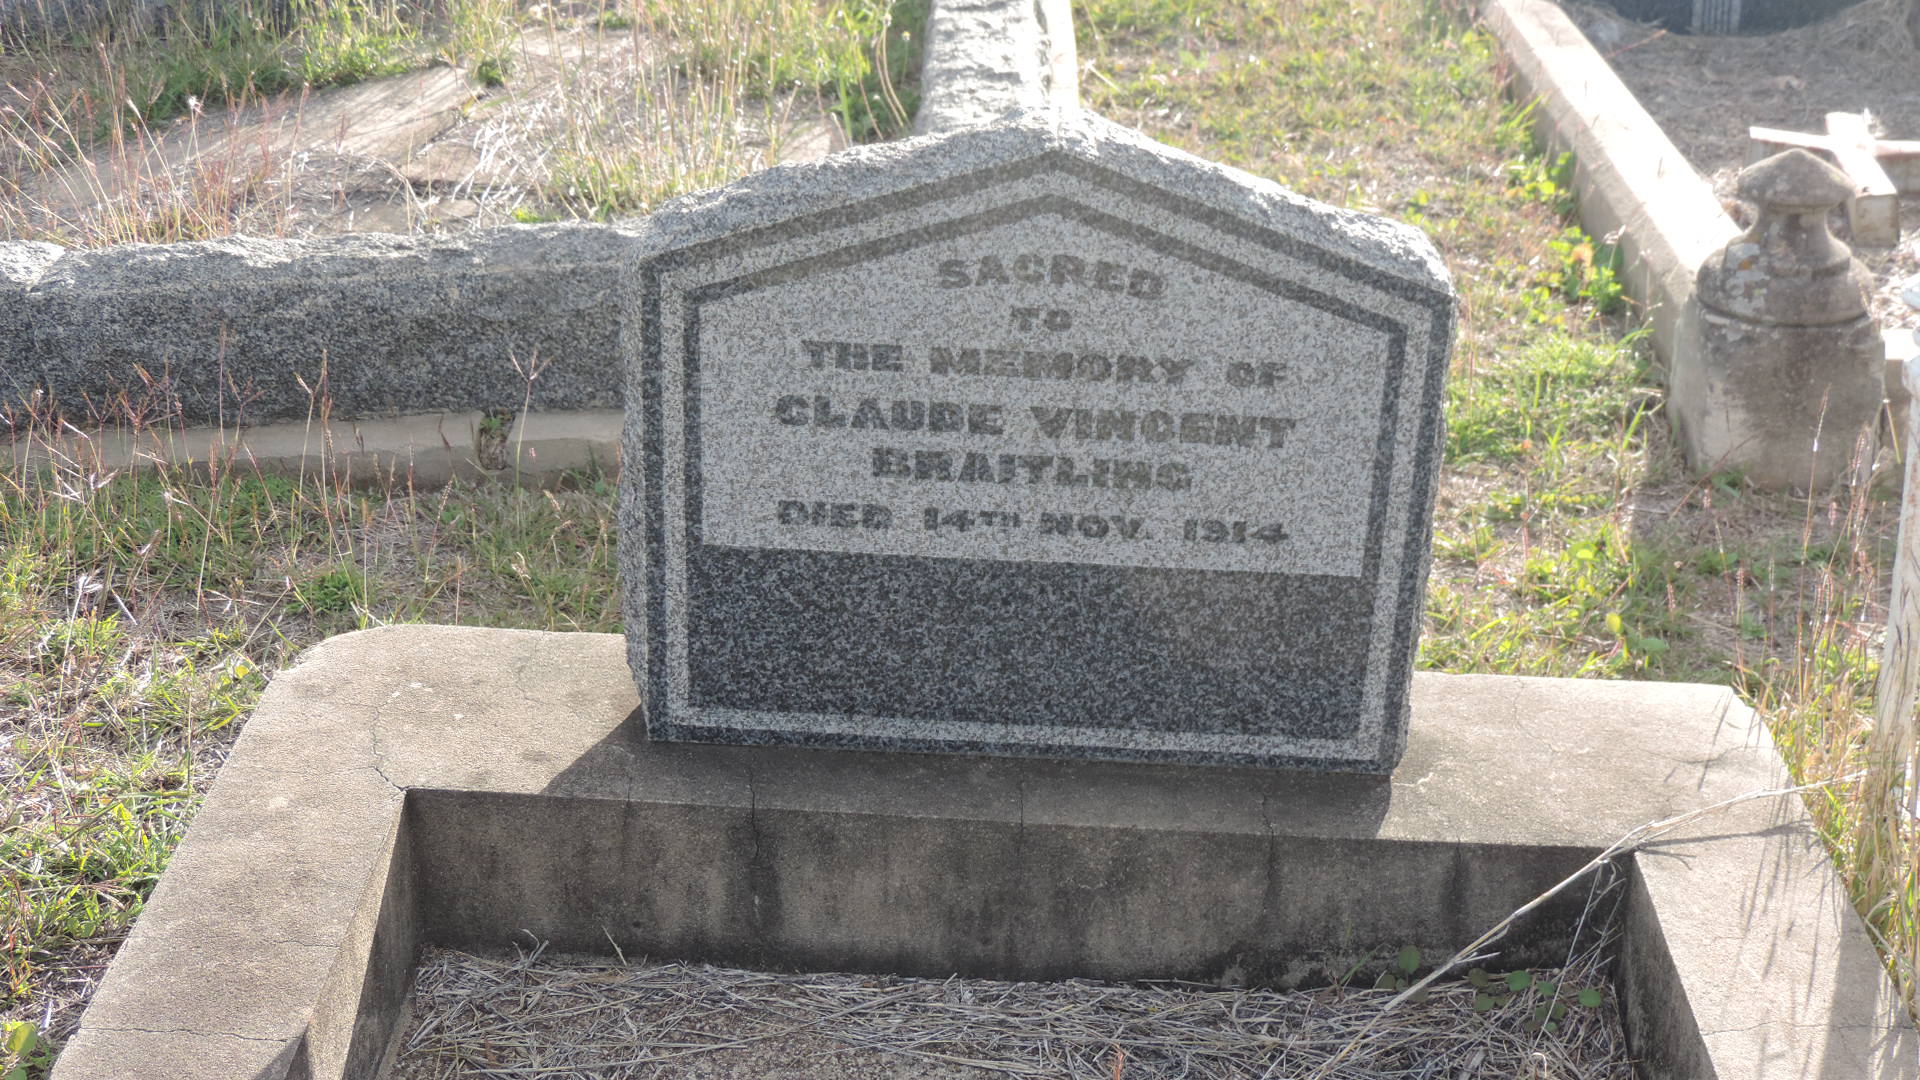 SACRED
TO
THE MEMORY OF
CLAUDE VINCENT
BRAITLING
DIED 14TH NOV. 1914